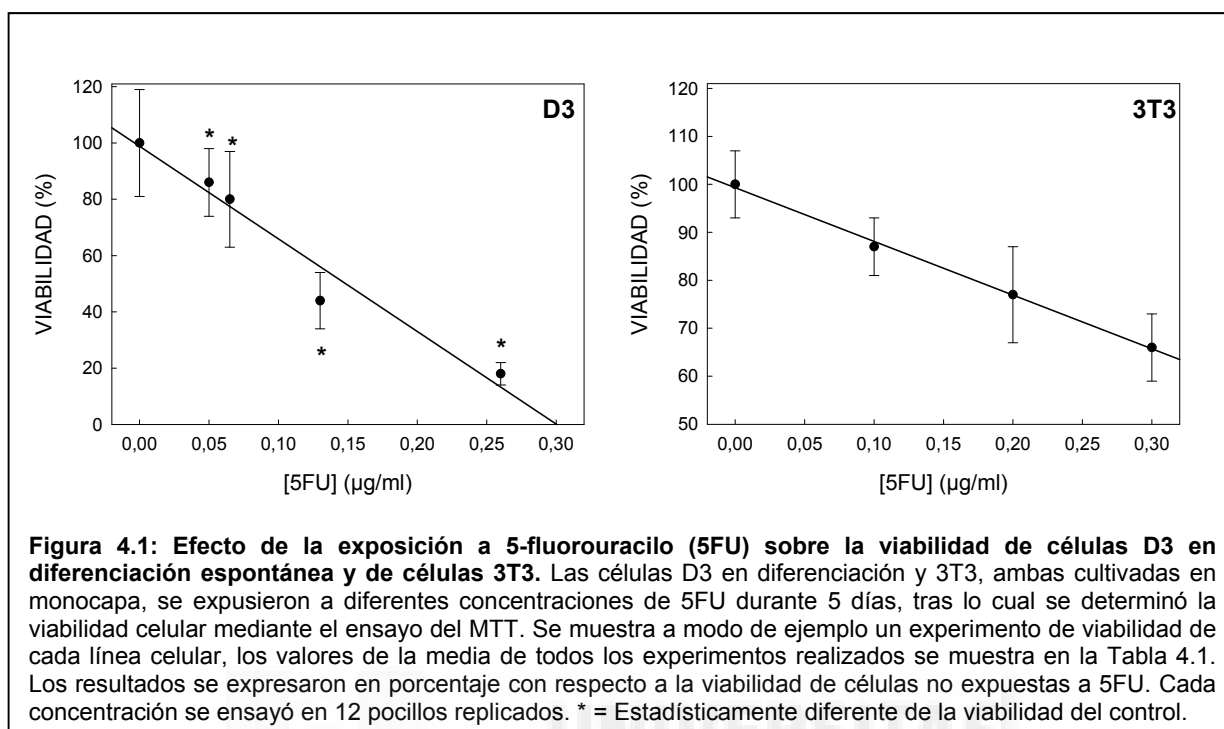 D3
*
*
*
*
120
100
80
60
40
20
0
VIABILIDAD (%)
0,00 0,05 0,10 0,15 0,20 0,25 0,30
[5FU] (µg/ml)
3T3
120
110
100
90
80
70
60
50
VIABILIDAD (%)
0,00 0,10 0,20 0,30
[5FU] (µg/ml)
Figura 4.1: Efecto de la exposición a 5-fluorouracilo (5FU) sobre la viabilidad de células D3 en
diferenciación espontánea y de células 3T3. Las células D3 en diferenciación y 3T3, ambas cultivadas en
monocapa, se expusieron a diferentes concentraciones de 5FU durante 5 días, tras lo cual se determinó la
viabilidad celular mediante el ensayo del MTT. Se muestra a modo de ejemplo un experimento de viabilidad de
cada línea celular, los valores de la media de todos los experimentos realizados se muestra en la Tabla 4.1.
Los resultados se expresaron en porcentaje con respecto a la viabilidad de células no expuestas a 5FU. Cada
concentración se ensayó en 12 pocillos replicados. * = Estadísticamente diferente de la viabilidad del control.